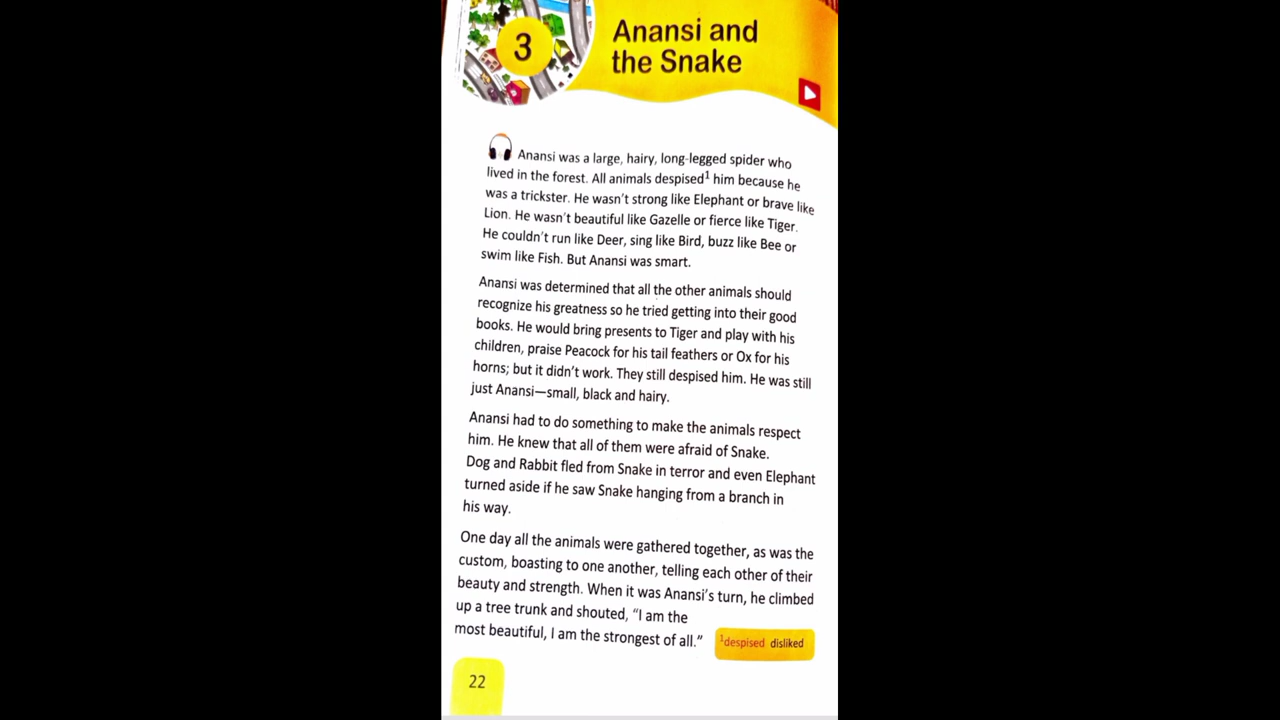 3
Anansi and
the Snake
Anansi was a large, hairy, long-legged spider who
lived in the forest. All animals despised¹ him because he
was a trickster. He wasn't strong like Elephant or brave like
Lion. He wasn't beautiful like Gazelle or fierce like Tiger.
He couldn't run like Deer, sing like Bird, buzz like Bee or
swim like Fish. But Anansi was smart.
Anansi was determined that all the other animals should
recognize his greatness so he tried getting into their good
books. He would bring presents to Tiger and play with his
children, praise Peacock for his tail feathers or Ox for his
horns; but it didn't work. They still despised him. He was still
just Anansi—small, black and hairy.
Anansi had to do something to make the animals respect
him. He knew that all of them were afraid of Snake.
Dog and Rabbit fled from Snake in terror and even Elephant
turned aside if he saw Snake hanging from a branch in
his way.
One day all the animals were gathered together, as was the
custom, boasting to one another, telling each other of their
beauty and strength. When it was Anansi's turn, he climbed
up a tree trunk and shouted, "I am the
most beautiful, I am the strongest of all."
¹despised disliked
22